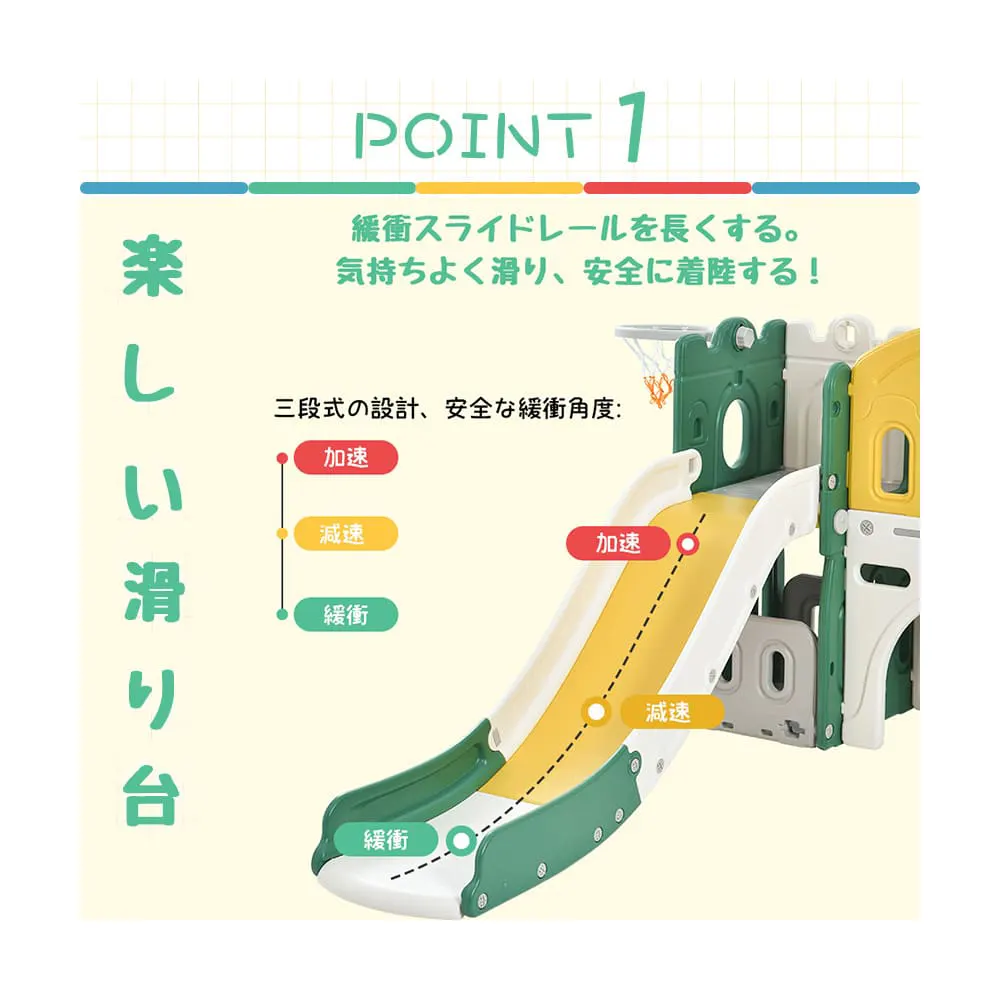 POINT 1
緩衝スライドレールを長くする。
気持ちよく滑り、安全に着陸する！
楽しい滑り台
三段式の設計、安全な緩衝角度:
加速
減速
緩衝
加速
減速
緩衝